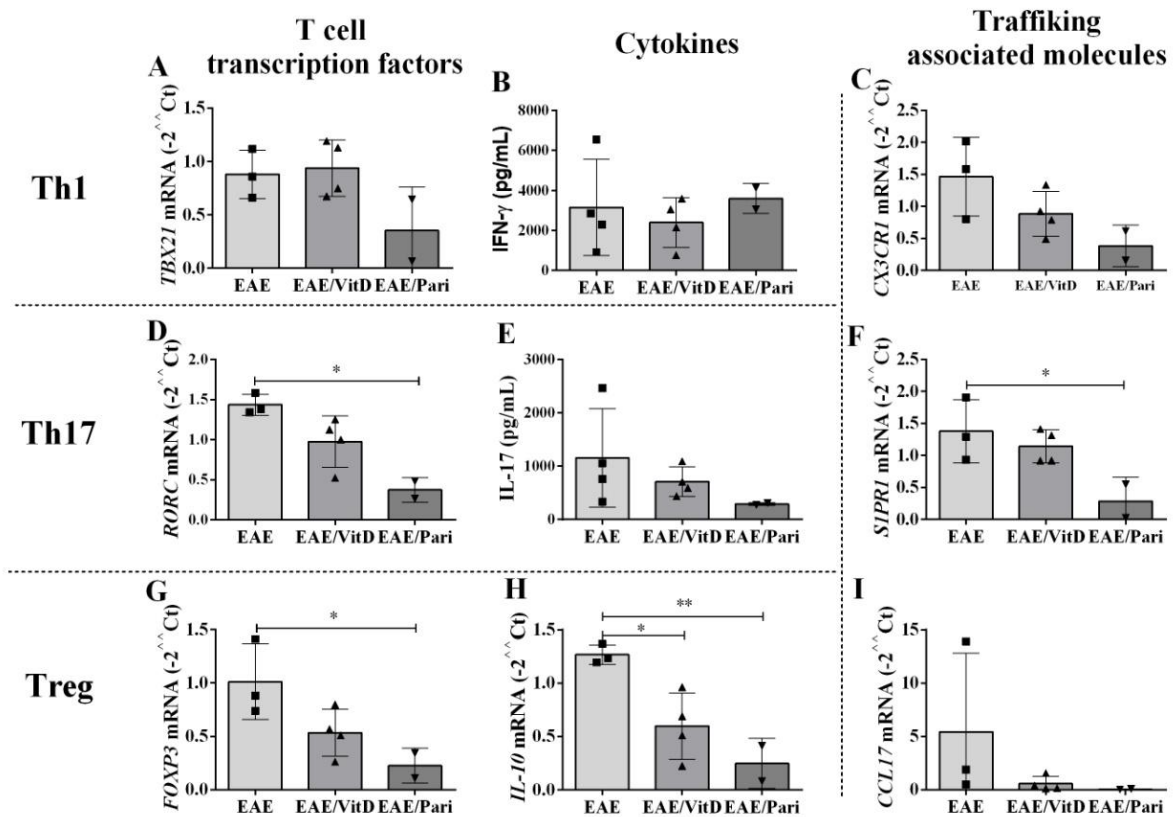 T cell
transcription factors
Cytokines
Traffiking
associated molecules
Th1
A
TBX21 mRNA (-2^^Ct)
1.5
1.0
0.5
0.0
EAE EAE/VitD EAE/Pari
B
IFN-γ (pg/mL)
8000
6000
4000
2000
0
EAE EAE/VitD EAE/Pari
C
CX3CR1 mRNA (-2^^Ct)
2.5
2.0
1.5
1.0
0.5
0.0
EAE EAE/VitD EAE/Pari
Th17
D
RORC mRNA (-2^^Ct)
2.0
1.5
1.0
0.5
0.0
*
EAE EAE/VitD EAE/Pari
E
IL-17 (pg/mL)
3000
2000
1000
0
EAE EAE/VitD EAE/Pari
F
S1PR1 mRNA (-2^^Ct)
2.5
2.0
1.5
1.0
0.5
0.0
*
EAE EAE/VitD EAE/Pari
Treg
G
FOXP3 mRNA (-2^^Ct)
1.5
1.0
0.5
0.0
*
EAE EAE/VitD EAE/Pari
H
IL-10 mRNA (-2^^Ct)
1.5
1.0
0.5
0.0
**
*
EAE EAE/VitD EAE/Pari
I
CCL17 mRNA (-2^^Ct)
15
10
5
0
EAE EAE/VitD EAE/Pari